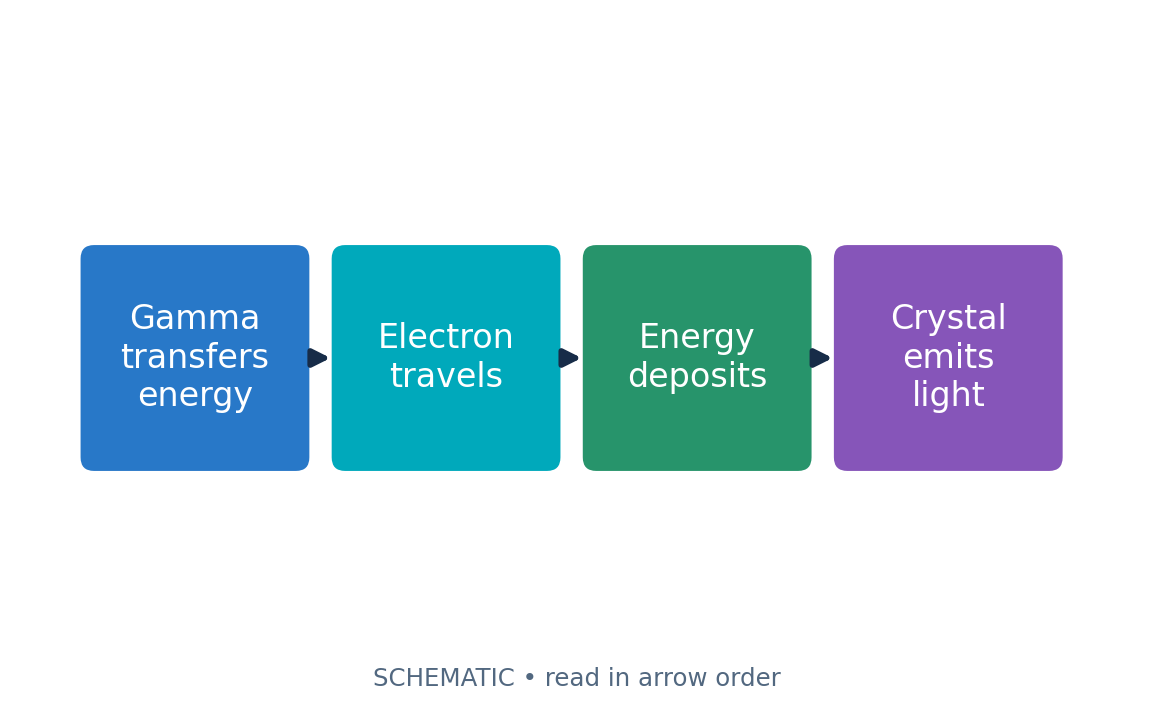 Gamma
transfers
energy
Electron
travels
Energy
deposits
Crystal
emits
light
SCHEMATIC • read in arrow order